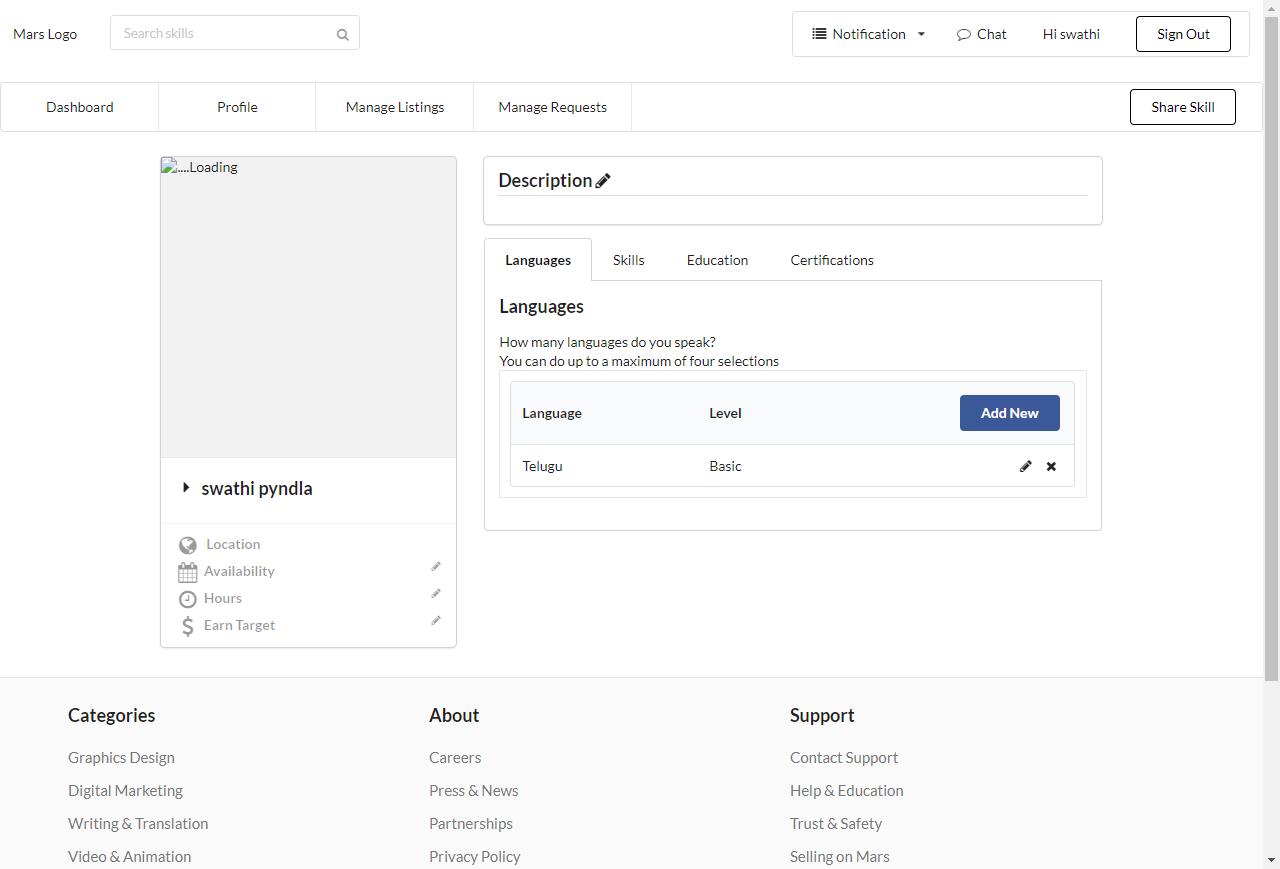 Mars Logo
Search skills
Notification
Chat
Hi swathi
Sign Out
Dashboard
Profile
Manage Listings
Manage Requests
Share Skill
....Loading
swathi pyndla
Location
Availability
Hours
Earn Target
Description
Languages
Skills
Education
Certifications
Languages
How many languages do you speak?
You can do up to a maximum of four selections
Language Level Add New
Telugu Basic
Categories
Graphics Design
Digital Marketing
Writing & Translation
Video & Animation
About
Careers
Press & News
Partnerships
Privacy Policy
Support
Contact Support
Help & Education
Trust & Safety
Selling on Mars